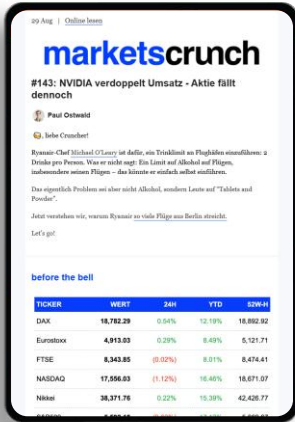 29 Aug | Online lesen
marketscrunch
#143: NVIDIA verdoppelt Umsatz - Aktie fällt
dennoch
Paul Ostwald
, liebe Cruncher!
Ryanair-Chef Michael O'Leary ist dafür, ein Trinklimit an Flughäfen einzuführen: 2
Drinks pro Person. Was er nicht sagt: Ein Limit auf Alkohol auf Flügen,
insbesondere seinen Flügen – das könnte er einfach selbst einführen.
Das eigentlich Problem sei aber nicht Alkohol, sondern Leute auf "Tablets and
Powder".
Jetzt verstehen wir, warum Ryanair so viele Flüge aus Berlin streicht.
Let's go!
before the bell
TICKER WERT 24H YTD 52W-H
DAX 18,782.29 0.54% 12.19% 18,892.92
Eurostoxx 4,913.03 0.29% 8.49% 5,121.71
FTSE 8,343.85 (0.02%) 8.01% 8,474.41
NASDAQ 17,556.03 (1.12%) 16.46% 18,671.07
Nikkei 38,371.76 0.22% 15.39% 42,426.77